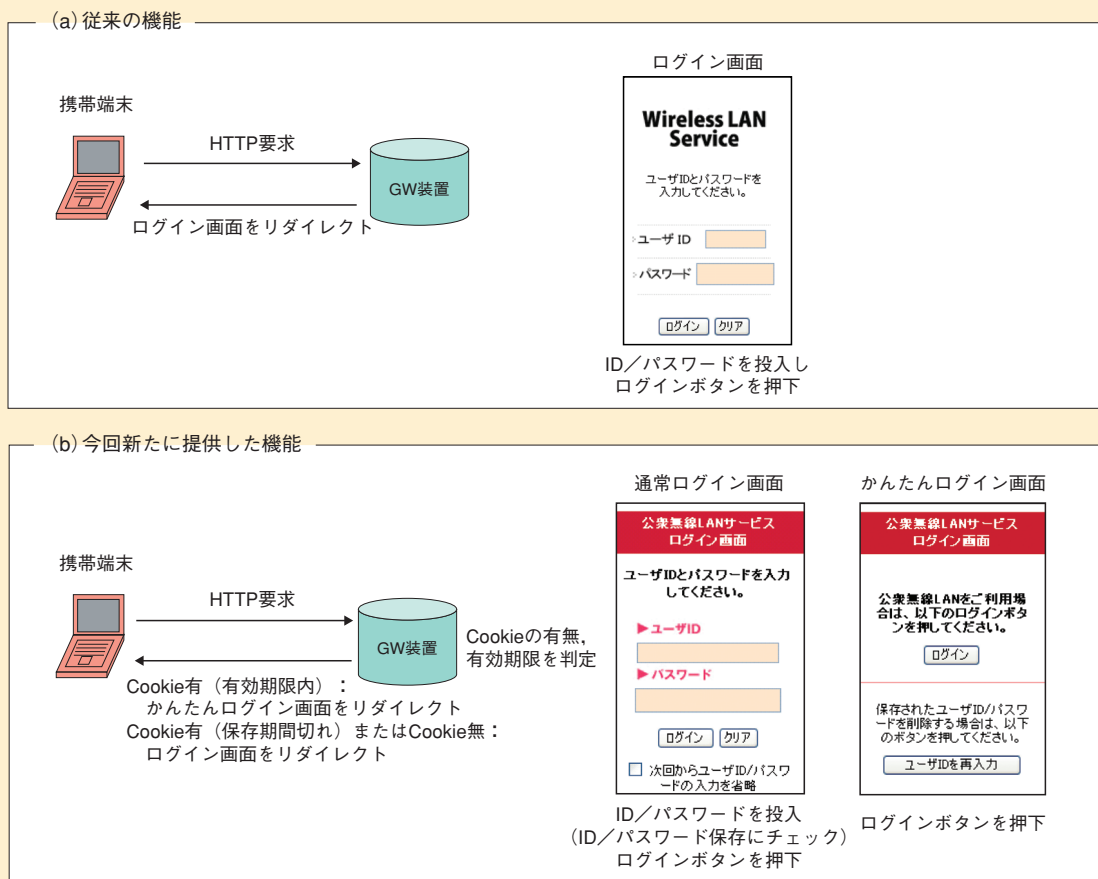 (a)従来の機能
携帯端末
HTTP要求
GW装置
ログイン画面をリダイレクト
ログイン画面
Wireless LAN
Service
ユーザIDとパスワードを
入力してください。
ユーザ ID
パスワード
ログイン クリア
ID／パスワードを投入し
ログインボタンを押下
(b)今回新たに提供した機能
携帯端末
HTTP要求
GW装置
Cookieの有無,
有効期限を判定
Cookie有（有効期限内）：
かんたんログイン画面をリダイレクト
Cookie有（保存期間切れ）またはCookie無：
ログイン画面をリダイレクト
通常ログイン画面
公衆無線LANサービス
ログイン画面
ユーザIDとパスワードを入力
してください。
▶ユーザID
▶パスワード
ログイン クリア
次回からユーザID/パスワ
ードの入力を省略
ID／パスワードを投入
（ID／パスワード保存にチェック）
ログインボタンを押下
かんたんログイン画面
公衆無線LANサービス
ログイン画面
公衆無線LANをご利用場
合は、以下のログインボタ
ンを押してください。
ログイン
保存されたユーザID/パスワ
ードを削除する場合は、以下
のボタンを押してください。
ユーザIDを再入力
ログインボタンを押下